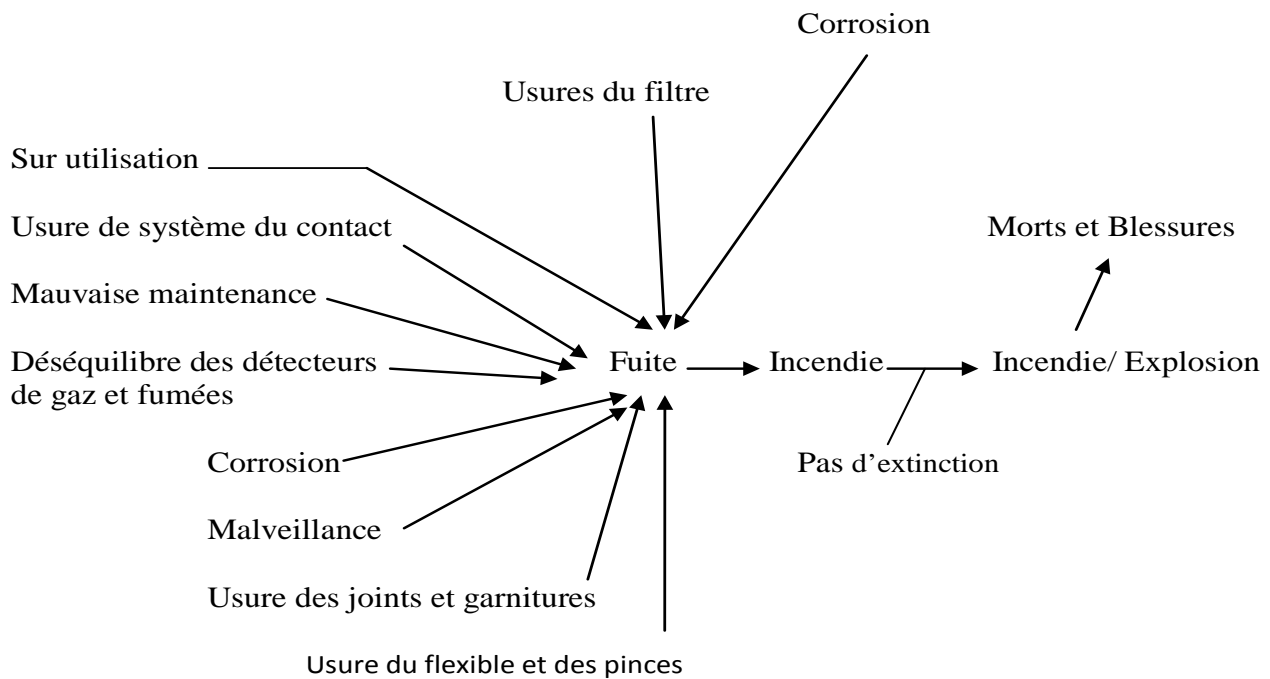 Corrosion
Usures du filtre
Sur utilisation
Usure de système du contact
Morts et Blessures
Mauvaise maintenance
Déséquilibre des détecteurs
de gaz et fumées
Fuite
Incendie
Incendie/ Explosion
Corrosion
Pas d'extinction
Malveillance
Usure des joints et garnitures
Usure du flexible et des pinces